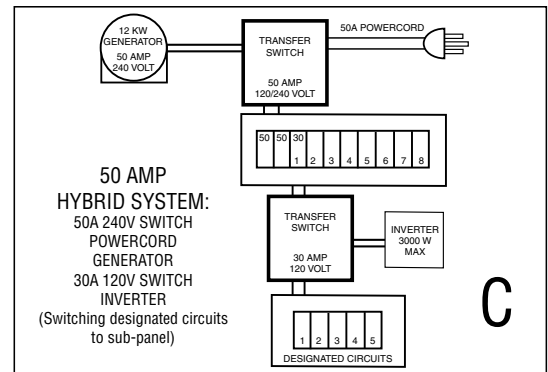 12 KW
GENERATOR
50 AMP
240 VOLT
TRANSFER
SWITCH
50 AMP
120/240 VOLT
50A POWERCORD
50 50 30
1 2 3 4 5 6 7 8
50 AMP
HYBRID SYSTEM:
50A 240V SWITCH
POWERCORD
GENERATOR
30A 120V SWITCH
INVERTER
(Switching designated circuits
to sub-panel)
TRANSFER
SWITCH
30 AMP
120 VOLT
INVERTER
3000 W
MAX
C
1 2 3 4 5
DESIGNATED CIRCUITS